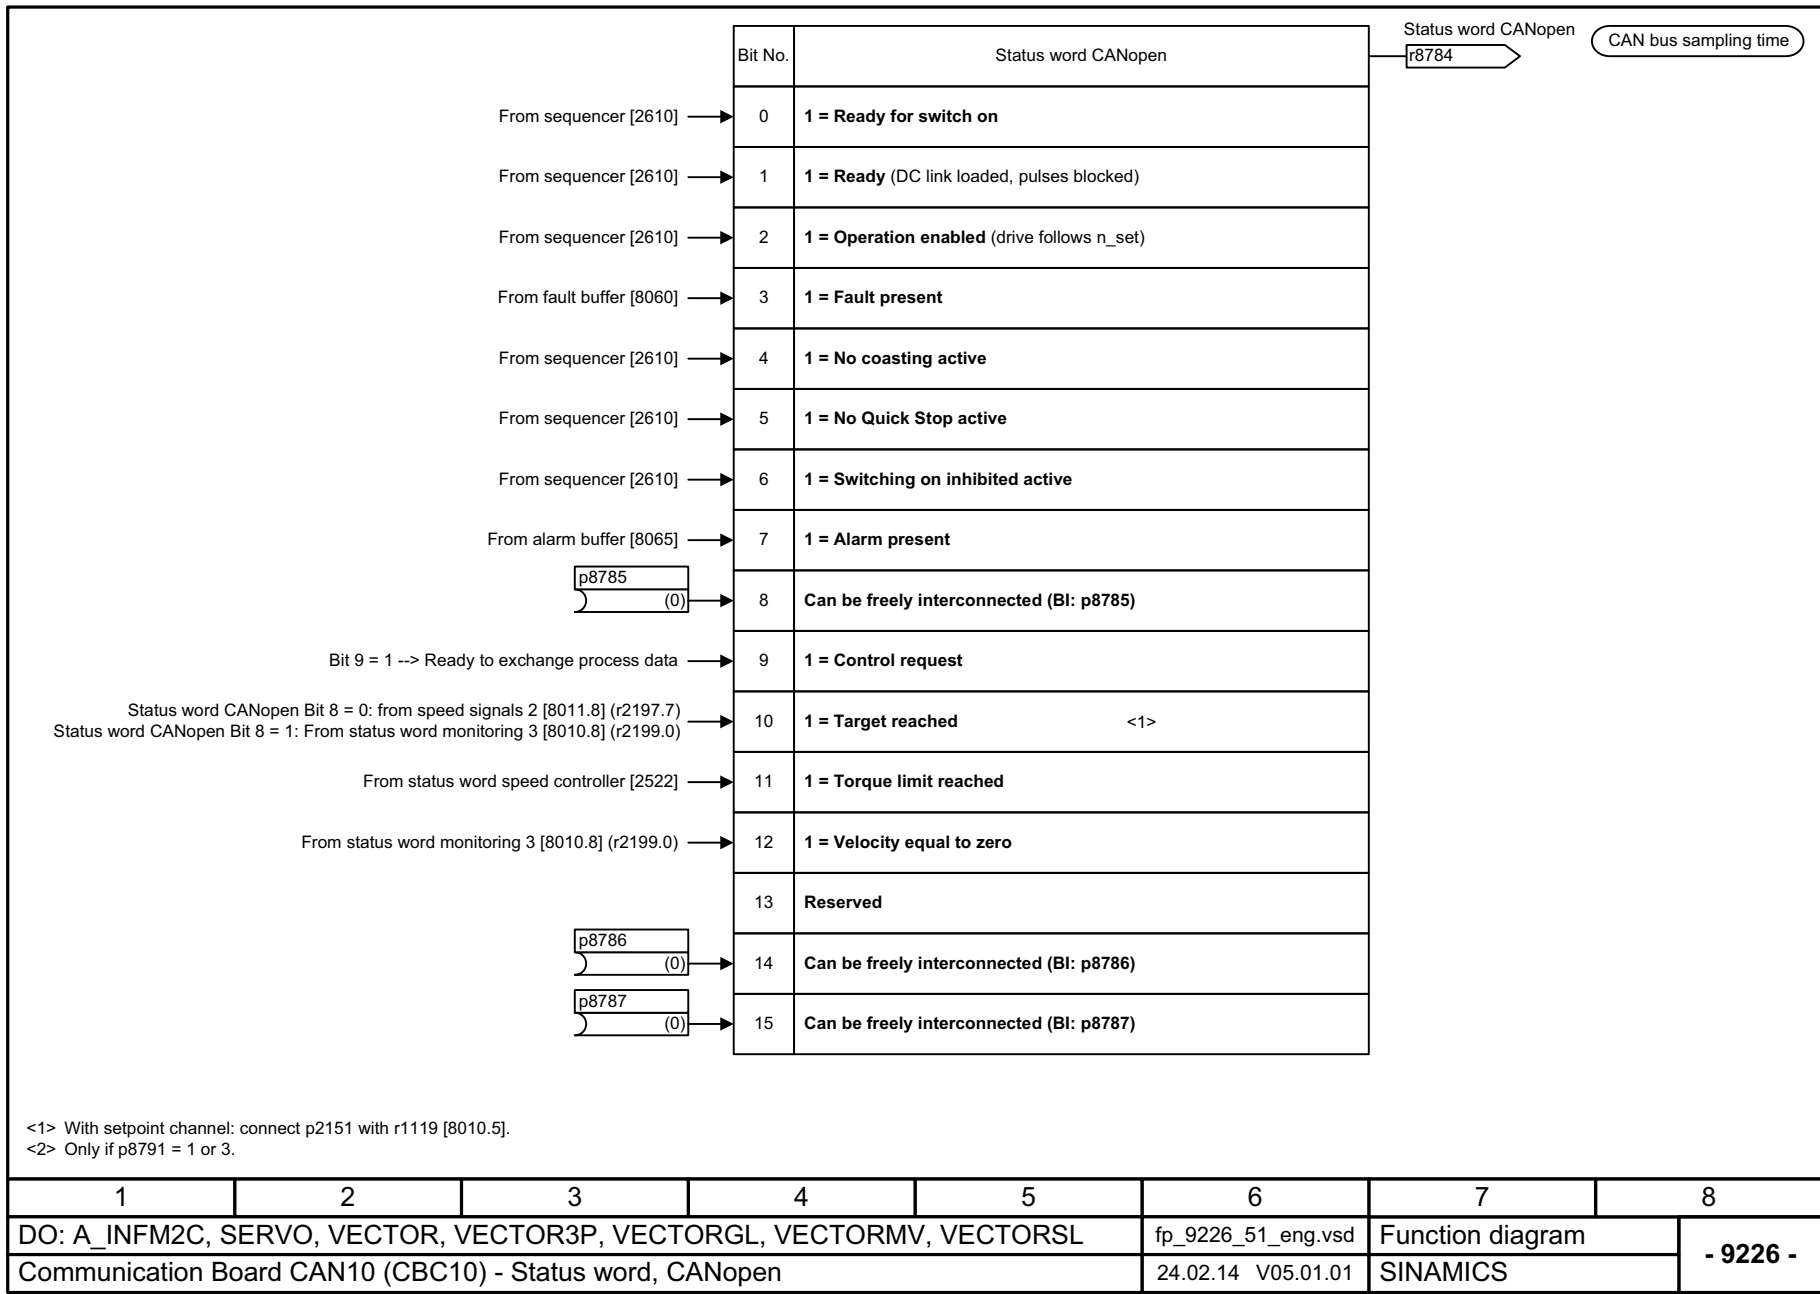 Bit No. Status word CANopen
Status word CANopen
r8784
CAN bus sampling time
From sequencer [2610] 0 1 = Ready for switch on
From sequencer [2610] 1 1 = Ready (DC link loaded, pulses blocked)
From sequencer [2610] 2 1 = Operation enabled (drive follows n_set)
From fault buffer [8060] 3 1 = Fault present
From sequencer [2610] 4 1 = No coasting active
From sequencer [2610] 5 1 = No Quick Stop active
From sequencer [2610] 6 1 = Switching on inhibited active
From alarm buffer [8065] 7 1 = Alarm present
p8785
(0) 8 Can be freely interconnected (BI: p8785)
Bit 9 = 1 --> Ready to exchange process data 9 1 = Control request
Status word CANopen Bit 8 = 0: from speed signals 2 [8011.8] (r2197.7)
Status word CANopen Bit 8 = 1: From status word monitoring 3 [8010.8] (r2199.0)
10 1 = Target reached <1>
From status word speed controller [2522] 11 1 = Torque limit reached
From status word monitoring 3 [8010.8] (r2199.0) 12 1 = Velocity equal to zero
13 Reserved
p8786
(0) 14 Can be freely interconnected (BI: p8786)
p8787
(0) 15 Can be freely interconnected (BI: p8787)
<1> With setpoint channel: connect p2151 with r1119 [8010.5].
<2> Only if p8791 = 1 or 3.
1 2 3 4 5 6 7 8
DO: A_INFM2C, SERVO, VECTOR, VECTOR3P, VECTORGL, VECTORMV, VECTORSL fp_9226_51_eng.vsd Function diagram
- 9226 -
Communication Board CAN10 (CBC10) - Status word, CANopen 24.02.14 V05.01.01 SINAMICS